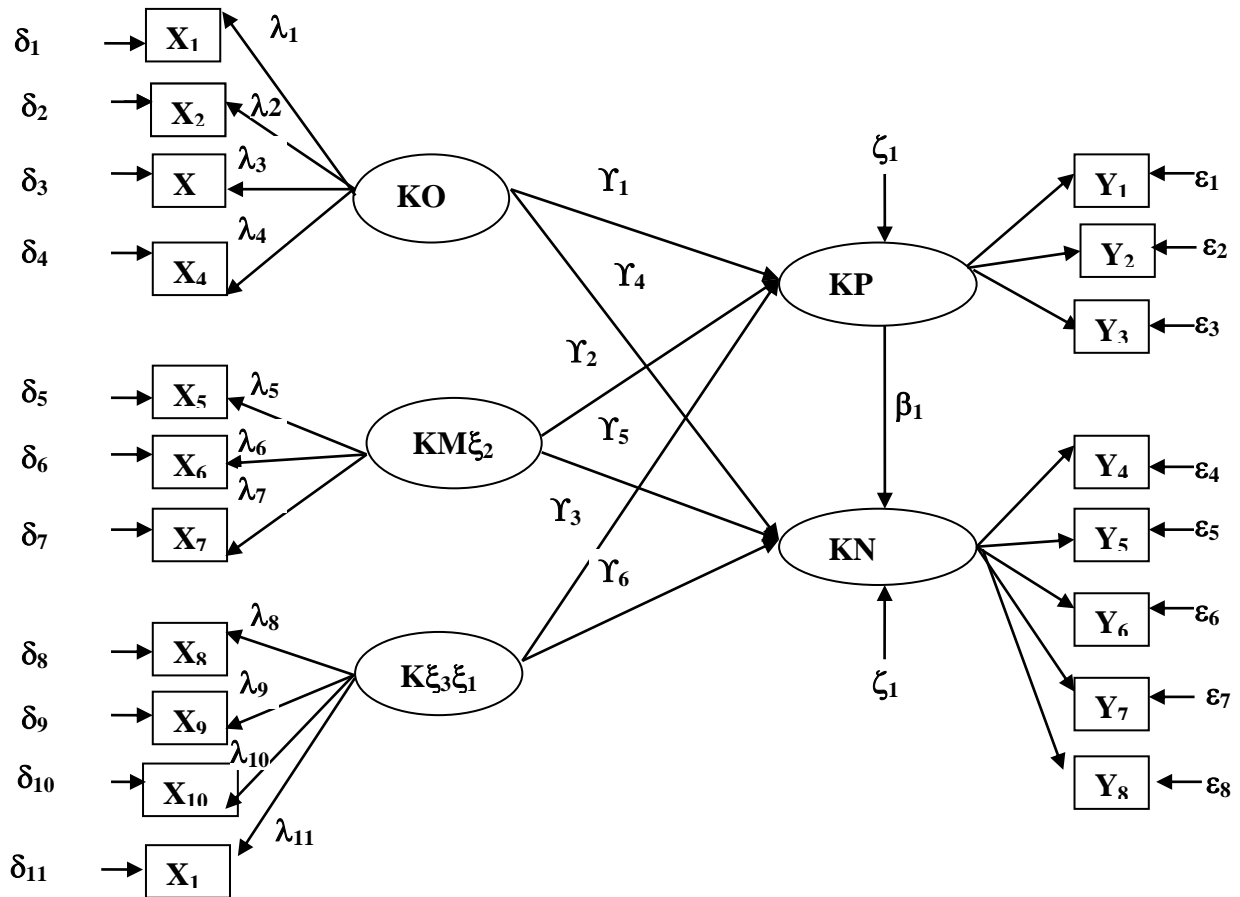 δ₁ X₁ λ₁
δ₂ X₂ λ2
δ₃ X λ₃
δ₄ X₄ λ₄
KO
δ₅ X₅ λ₅
δ₆ X₆ λ₆
δ₇ X₇ λ₇
KMξ₂
δ₈ X₈ λ₈
δ₉ X₉ λ₉
δ₁₀ X₁₀ λ₁₀
δ₁₁ X₁ λ₁₁
Kξ₃ξ₁
ϒ₁
ϒ₄
ϒ₂
ϒ₅
ϒ₃
ϒ₆
ζ₁
KP
β₁
KN
ζ₁
Y₁ ε₁
Y₂ ε₂
Y₃ ε₃
Y₄ ε₄
Y₅ ε₅
Y₆ ε₆
Y₇ ε₇
Y₈ ε₈